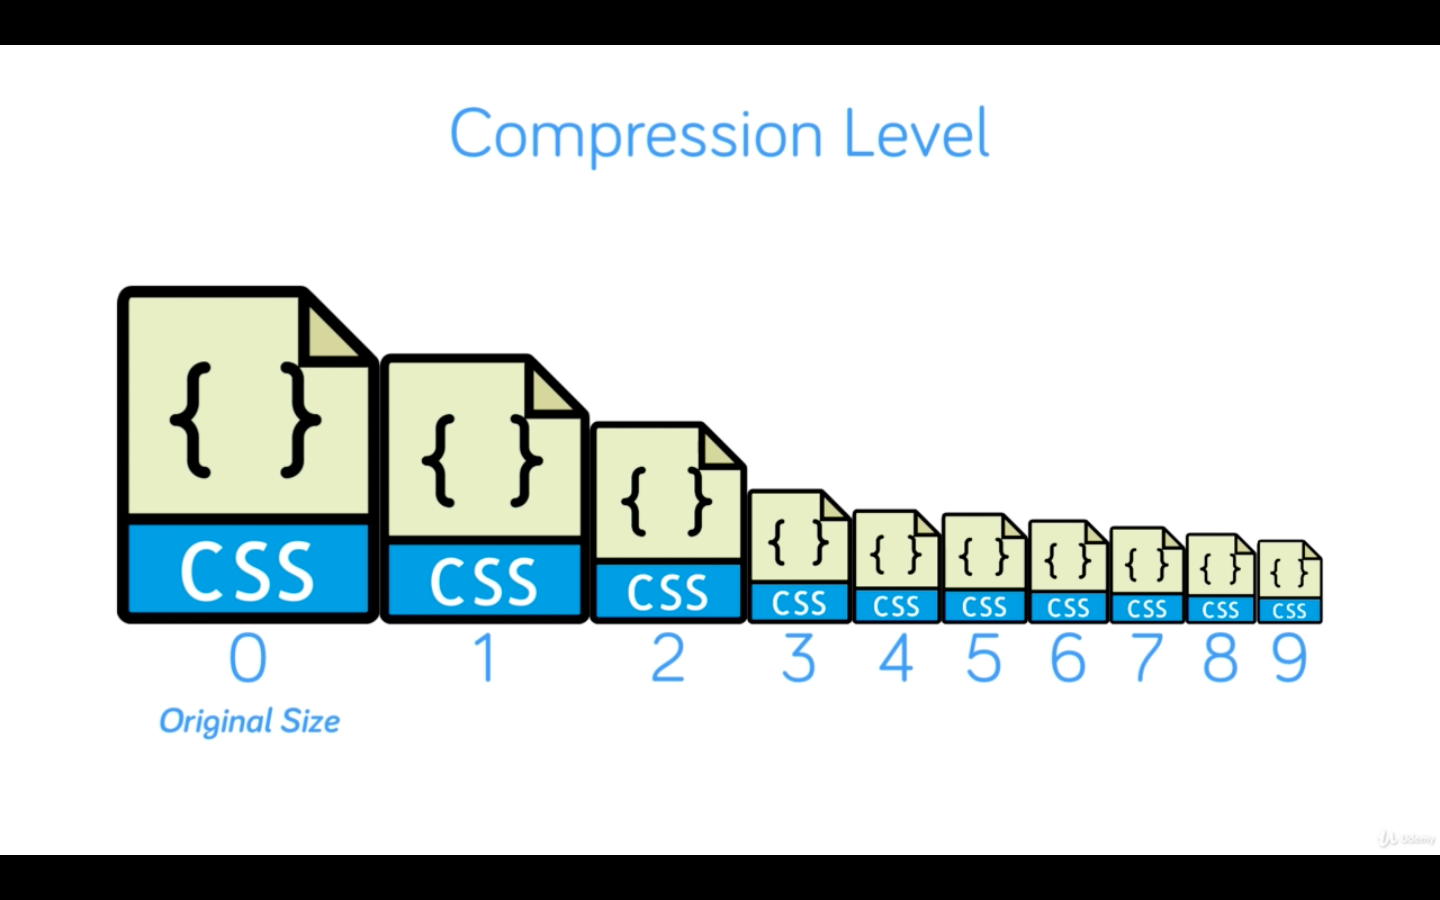 Compression Level
{ } { } { } { } { } { } { } { } { } { }
CSS CSS CSS CSS CSS CSS CSS CSS CSS CSS
0 1 2 3 4 5 6 7 8 9
Original Size
Udemy